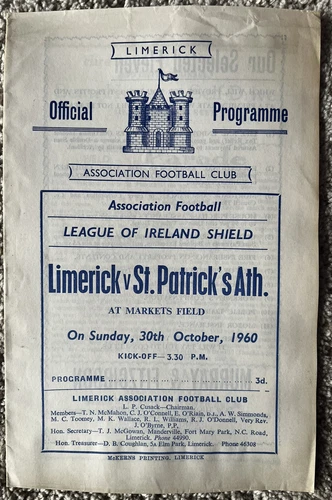 LIMERICK
Official Programme
ASSOCIATION FOOTBALL CLUB
Association Football
LEAGUE OF IRELAND SHIELD
Limerick v St. Patrick's Ath.
AT MARKETS FIELD
On Sunday, 30th October, 1960
KICK-OFF—3.30 P.M.
PROGRAMME ... ... ... ... ... ... ... 3d.
LIMERICK ASSOCIATION FOOTBALL CLUB
L. P. Cusack—Chairman.
Members—T. N. McMahon, C. J. O'Connell, E. O'Riain, D.J., A. W. Simmonds,
M. C. Tooney, M. K. Wallace, R. L. Williams, R. J. O'Donnell, Very Rev.
J. O'Byrne, P.P.
Hon. Secretary—T. J. McGowan, Manderville, Fort Mary Park, N.C. Road,
Limerick. Phone 44990.
Hon. Treasurer—D. B. Coughlan, 5a Elm Park, Limerick. Phone 46308
McKERNS PRINTING, LIMERICK